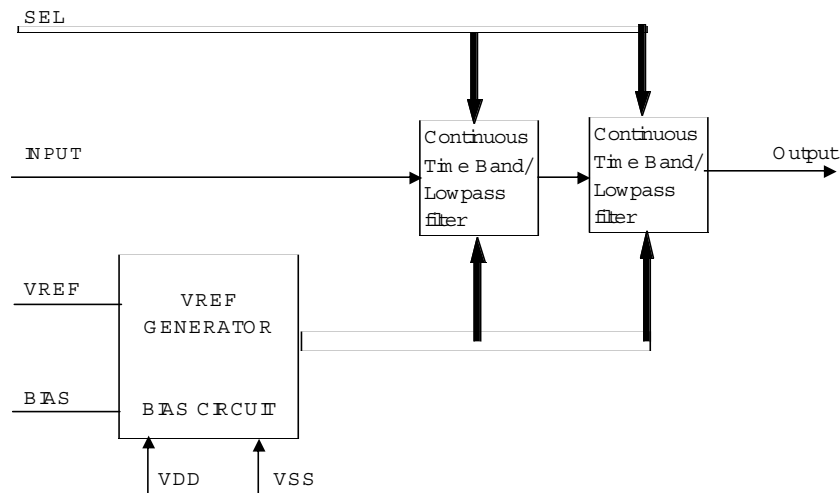 SEL
INPUT
Continuous
Time Band/
Lowpass
filter
Continuous
Time Band/
Lowpass
filter
Output
VREF
VREF
GENERATOR
BIAS
BIAS CIRCUIT
VDD
VSS